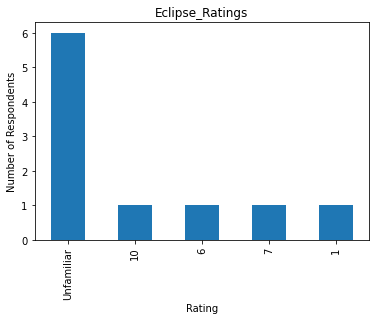 Eclipse_Ratings
Number of Respondents
6
5
4
3
2
1
0
Unfamiliar
10
6
7
1
Rating